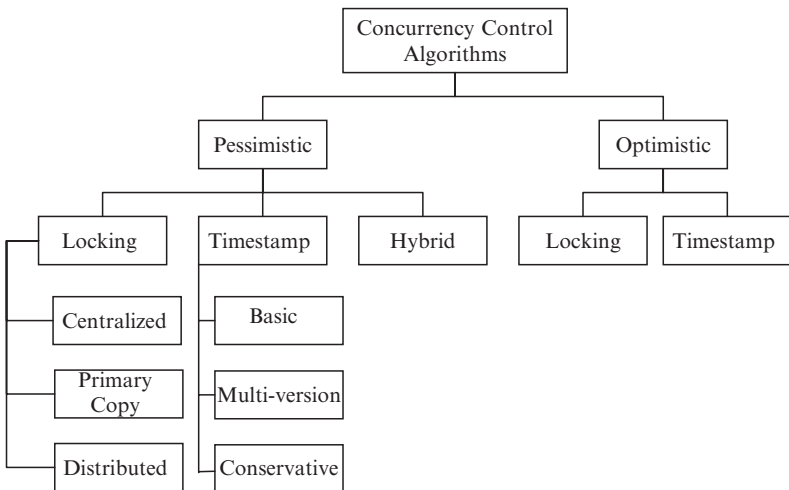 Concurrency Control
Algorithms
Pessimistic
Optimistic
Locking
Timestamp
Hybrid
Locking
Timestamp
Centralized
Basic
Primary
Copy
Multi-version
Distributed
Conservative